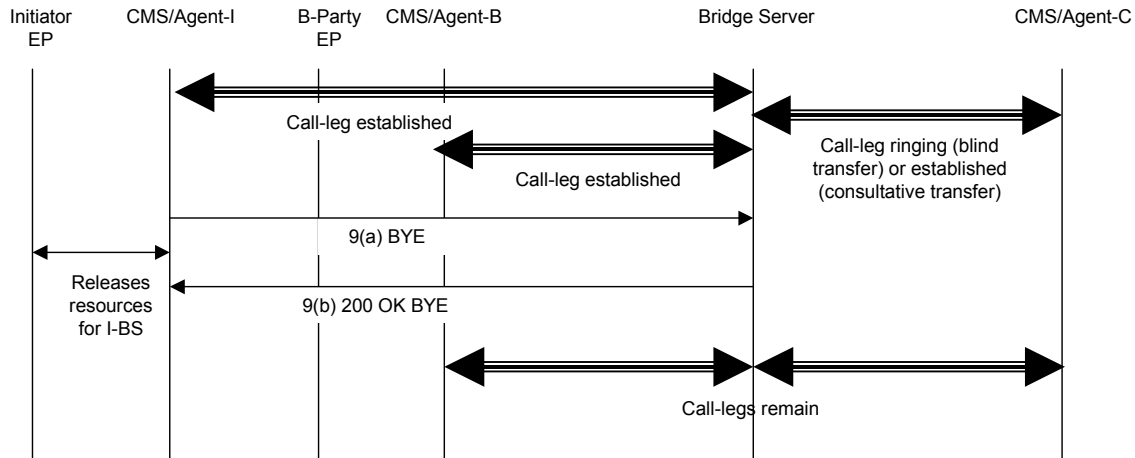 Initiator
EP
CMS/Agent-I
B-Party
EP
CMS/Agent-B
Bridge Server
CMS/Agent-C
Call-leg established
Call-leg ringing (blind
transfer) or established
(consultative transfer)
Call-leg established
9(a) BYE
Releases
resources
for I-BS
9(b) 200 OK BYE
Call-legs remain